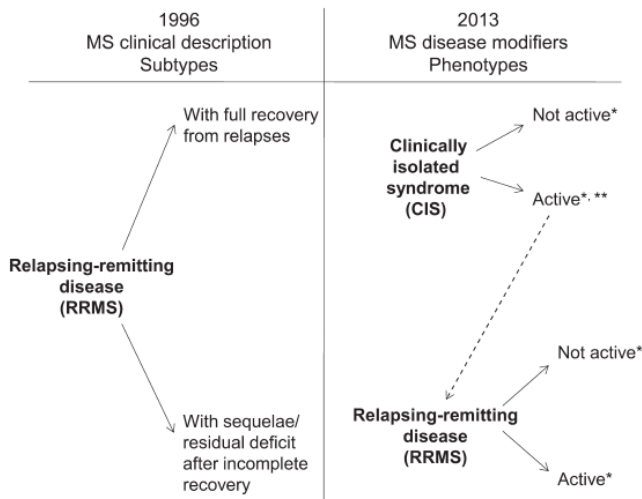 1996
MS clinical description
Subtypes
With full recovery
from relapses
Relapsing-remitting
disease
(RRMS)
With sequelae/
residual deficit
after incomplete
recovery
2013
MS disease modifiers
Phenotypes
Not active*
Clinically
isolated
syndrome
(CIS)
Active*, **
Not active*
Relapsing-remitting
disease
(RRMS)
Active*